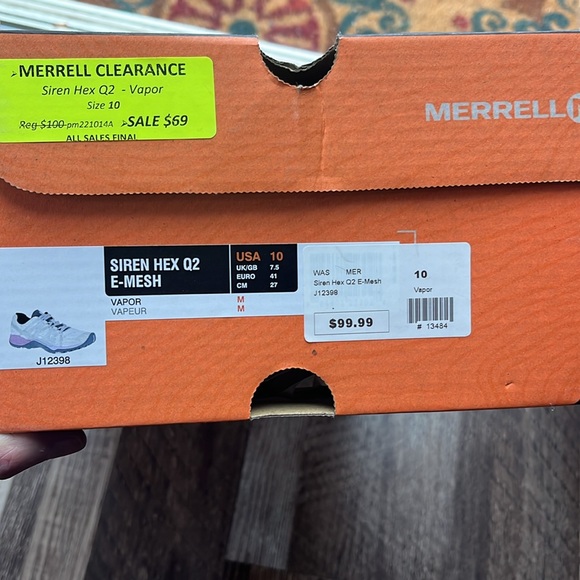 ➢MERRELL CLEARANCE
Siren Hex Q2 - Vapor
Size 10
Reg $100 pm221014A ➢SALE $69
ALL SALES FINAL
MERRELL
SIREN HEX Q2
E-MESH
VAPOR
VAPEUR
USA 10
UK/GB 7.5
EURO 41
CM 27
M
M
J12398
WAS MER
Siren Hex Q2 E-Mesh
J12398
$99.99
10
Vapor
# 13484